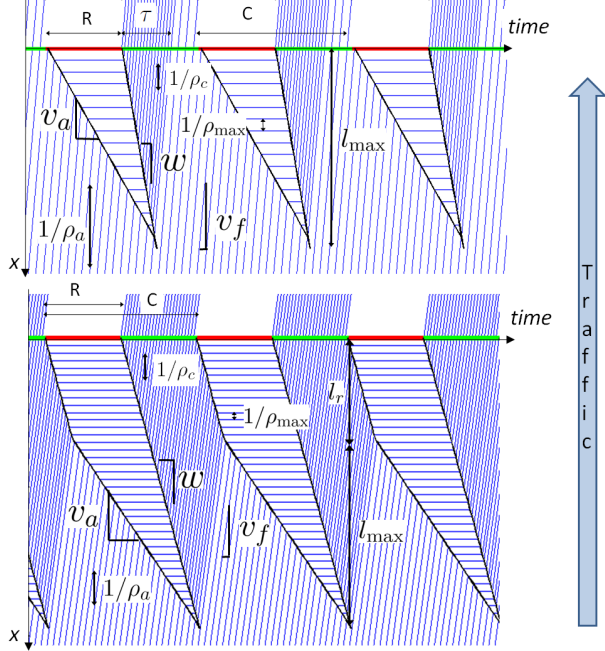 R
τ
C
time
1/ρ_c
v_a
1/ρ_max
l_max
w
1/ρ_a
v_f
x
R
C
time
1/ρ_c
l_r
1/ρ_max
w
v_a
v_f
l_max
1/ρ_a
x
Traffic